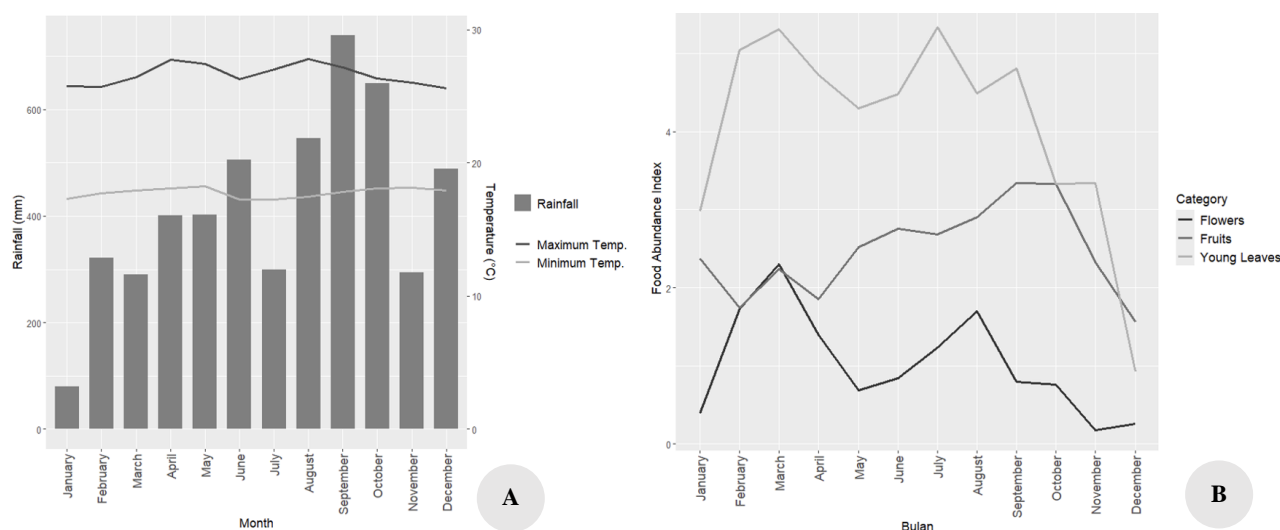 Rainfall (mm)
600
400
200
0
30
20
10
0
Temperature (°C)
January
February
March
April
May
June
July
August
September
October
November
December
Month
Rainfall
Maximum Temp.
Minimum Temp.
A
Food Abundance Index
4
2
0
January
February
March
April
May
June
July
August
September
October
November
December
Bulan
Category
Flowers
Fruits
Young Leaves
B